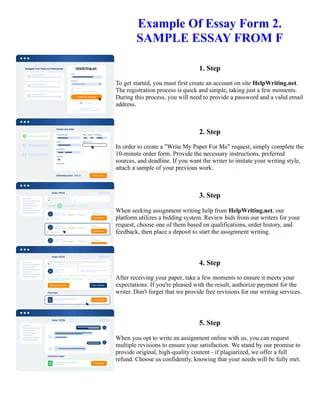 Example Of Essay Form 2.
SAMPLE ESSAY FROM F
1. Step
To get started, you must first create an account on site HelpWriting.net.
The registration process is quick and simple, taking just a few moments.
During this process, you will need to provide a password and a valid email
address.
2. Step
In order to create a "Write My Paper For Me" request, simply complete the
10-minute order form. Provide the necessary instructions, preferred
sources, and deadline. If you want the writer to imitate your writing style,
attach a sample of your previous work.
3. Step
When seeking assignment writing help from HelpWriting.net, our
platform utilizes a bidding system. Review bids from our writers for your
request, choose one of them based on qualifications, order history, and
feedback, then place a deposit to start the assignment writing.
4. Step
After receiving your paper, take a few moments to ensure it meets your
expectations. If you're pleased with the result, authorize payment for the
writer. Don't forget that we provide free revisions for our writing services.
5. Step
When you opt to write an assignment online with us, you can request
multiple revisions to ensure your satisfaction. We stand by our promise to
provide original, high-quality content - if plagiarized, we offer a full
refund. Choose us confidently, knowing that your needs will be fully met.